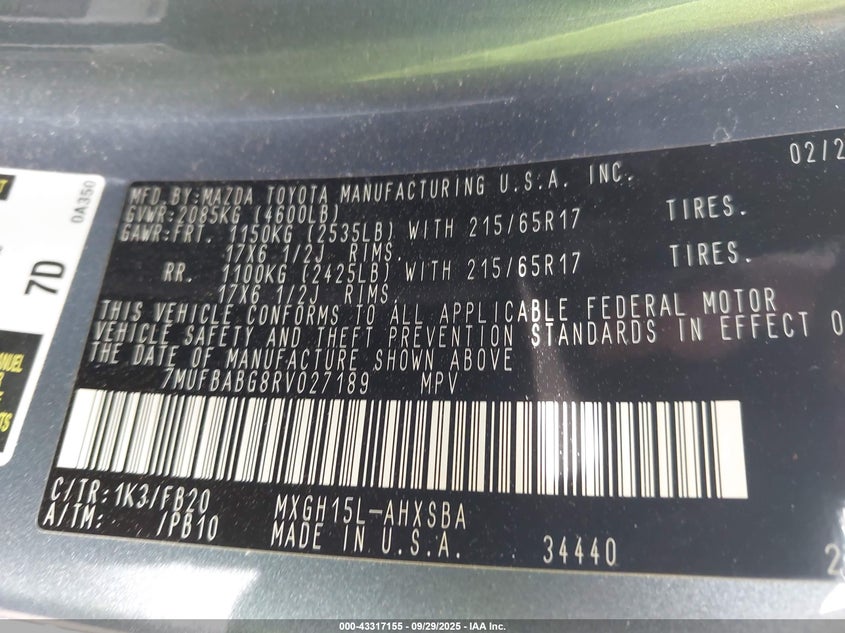 02/2
MFD.BY:MAZDA TOYOTA MANUFACTURING U.S.A. INC.
GVWR:2085KG (4600LB)
GAWR:FRT. 1150KG (2535LB) WITH 215/65R17 TIRES.
17X6 1/2J RIMS.
RR. 1100KG (2425LB) WITH 215/65R17 TIRES.
17X6 1/2J RIMS.
THIS VEHICLE CONFORMS TO ALL APPLICABLE FEDERAL MOTOR
VEHICLE SAFETY AND THEFT PREVENTION STANDARDS IN EFFECT O
THE DATE OF MANUFACTURE SHOWN ABOVE
7MUFBABG8RV027189 MPV
C/TR:1K3/FB20 MXGH15L-AHXSBA
A/TM: /PB10 MADE IN U.S.A. 34440
0A350
7D
000-43317155 | 09/29/2025 - IAA Inc.